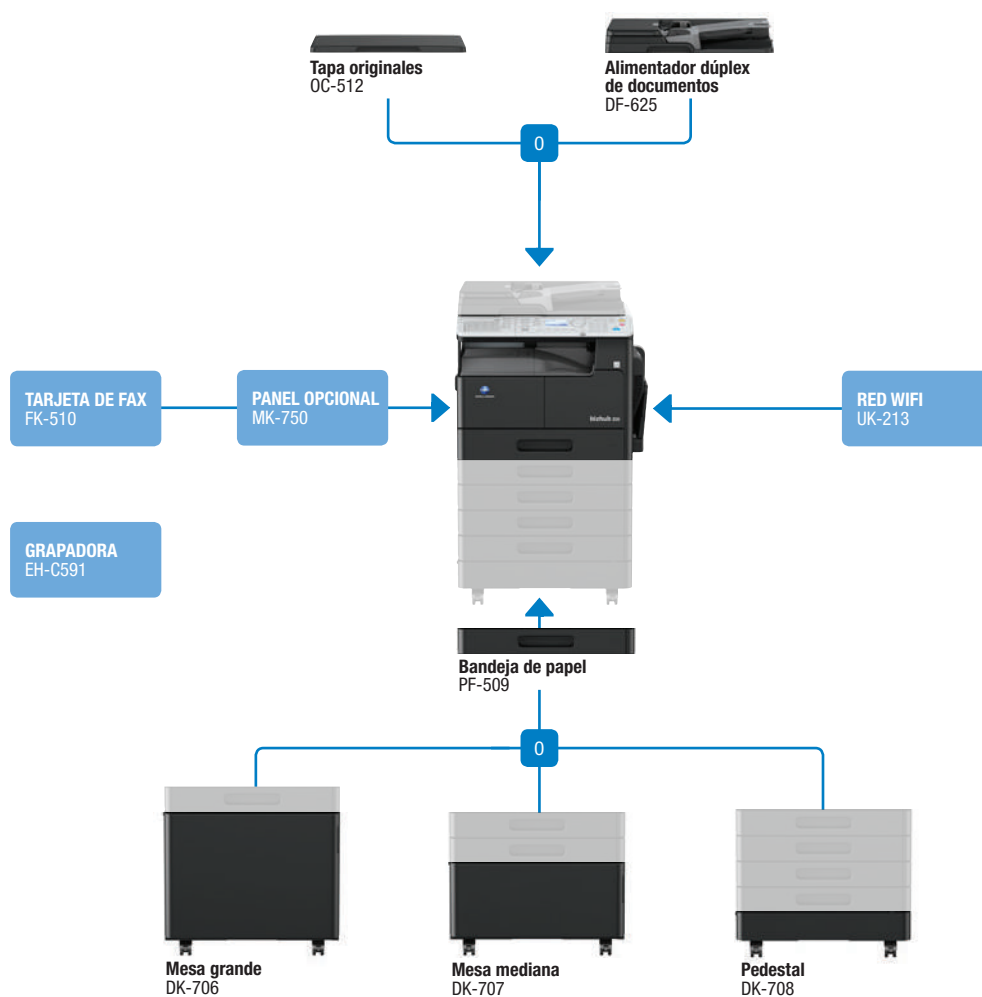 Tapa originales
OC-512
Alimentador dúplex
de documentos
DF-625
0
TARJETA DE FAX
FK-510
PANEL OPCIONAL
MK-750
RED WIFI
UK-213
GRAPADORA
EH-C591
Bandeja de papel
PF-509
0
Mesa grande
DK-706
Mesa mediana
DK-707
Pedestal
DK-708